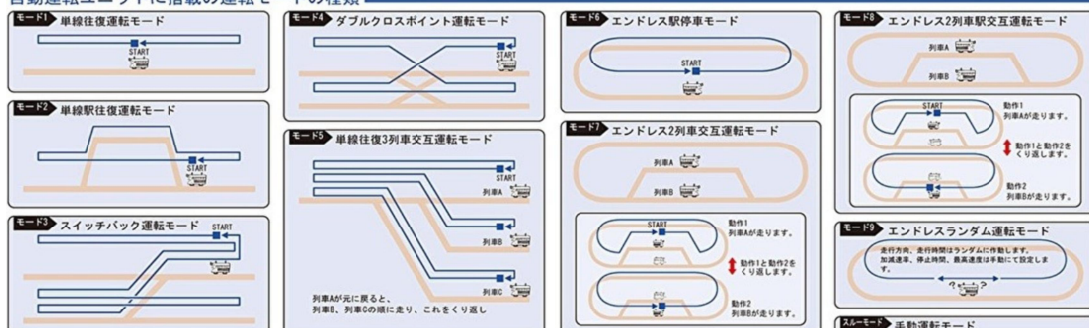 自動運転ユニットに搭載の運転モードの種類
モード1 単線往復運転モード
START
モード2 単線駅往復運転モード
START
モード3 スイッチバック運転モード
START
モード4 ダブルクロスポイント運転モード
START
モード5 単線往復3列車交互運転モード
START
列車A
列車B
列車C
列車Aが元に戻ると、
列車B、列車Cの順に走り、これをくり返し
モード6 エンドレス駅停車モード
START
モード7 エンドレス2列車交互運転モード
列車A
列車B
START
動作1
列車Aが走ります。
動作1と動作2を
くり返します。
動作2
列車Bが走ります。
モード8 エンドレス2列車駅交互運転モード
列車A
列車B
START
動作1
列車Aが走ります。
動作1と動作2を
くり返します。
動作2
列車Bが走ります。
モード9 エンドレスランダム運転モード
走行方向、走行時間はランダムに作動します。
加減速率、停止時間、最高速度は手動にて設定しま
す。
? ?
スルーモード 手動運転モード